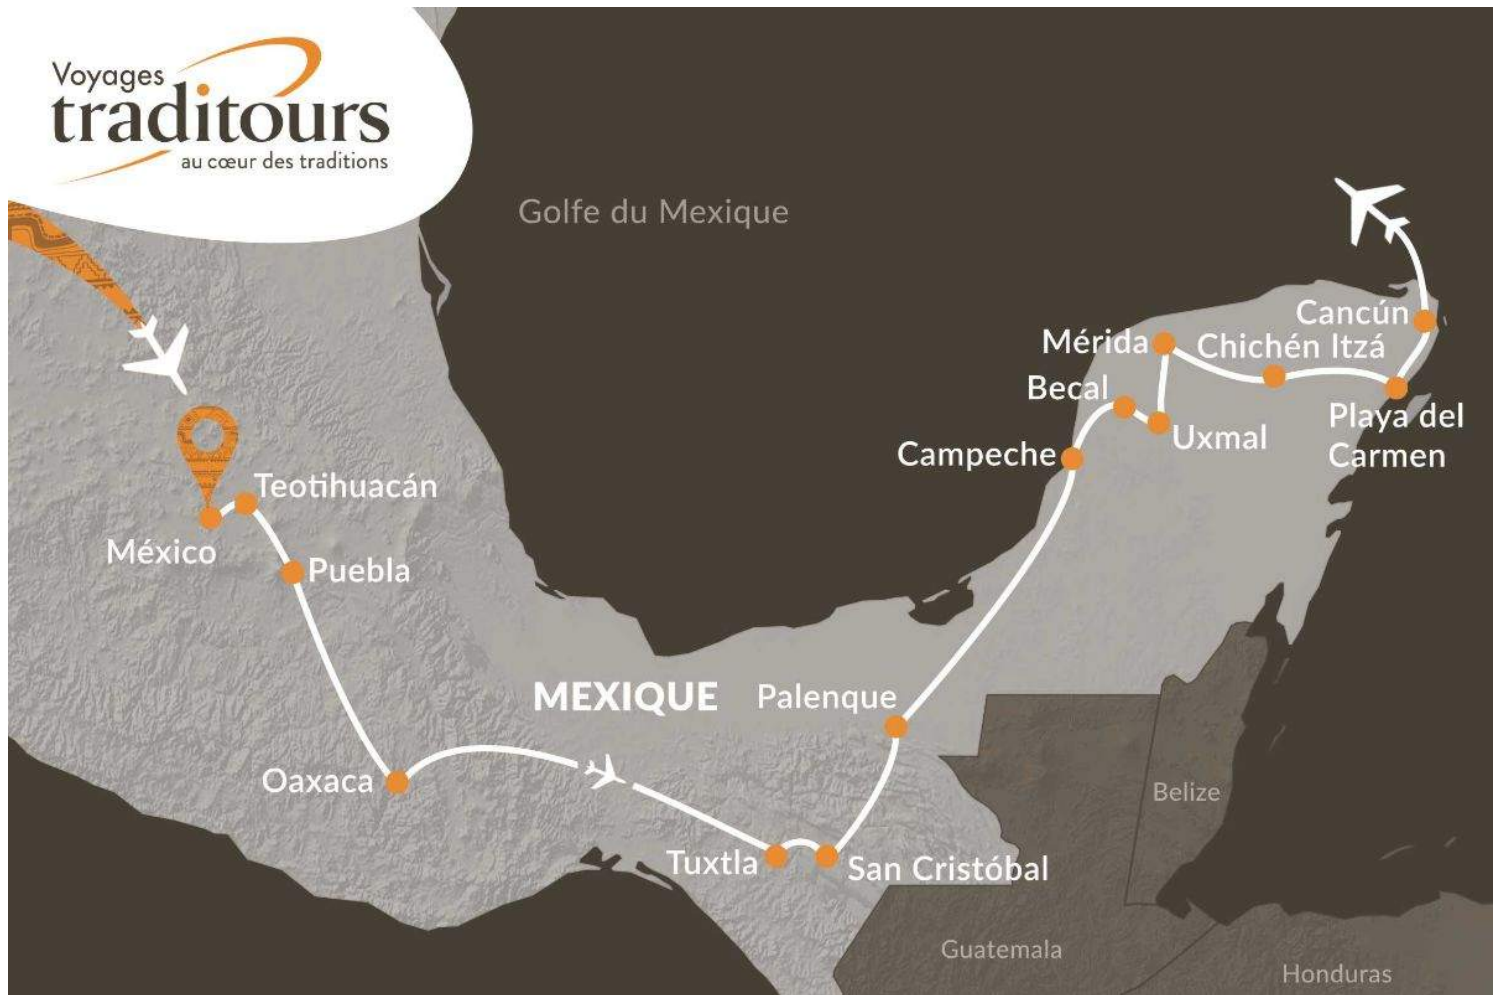 Voyages
traditours
au cœur des traditions
Golfe du Mexique
Cancún
Mérida
Chichén Itzá
Becal
Playa del
Carmen
Uxmal
Campeche
Teotihuacán
México
Puebla
MEXIQUE
Palenque
Oaxaca
Belize
Tuxtla
San Cristóbal
Guatemala
Honduras